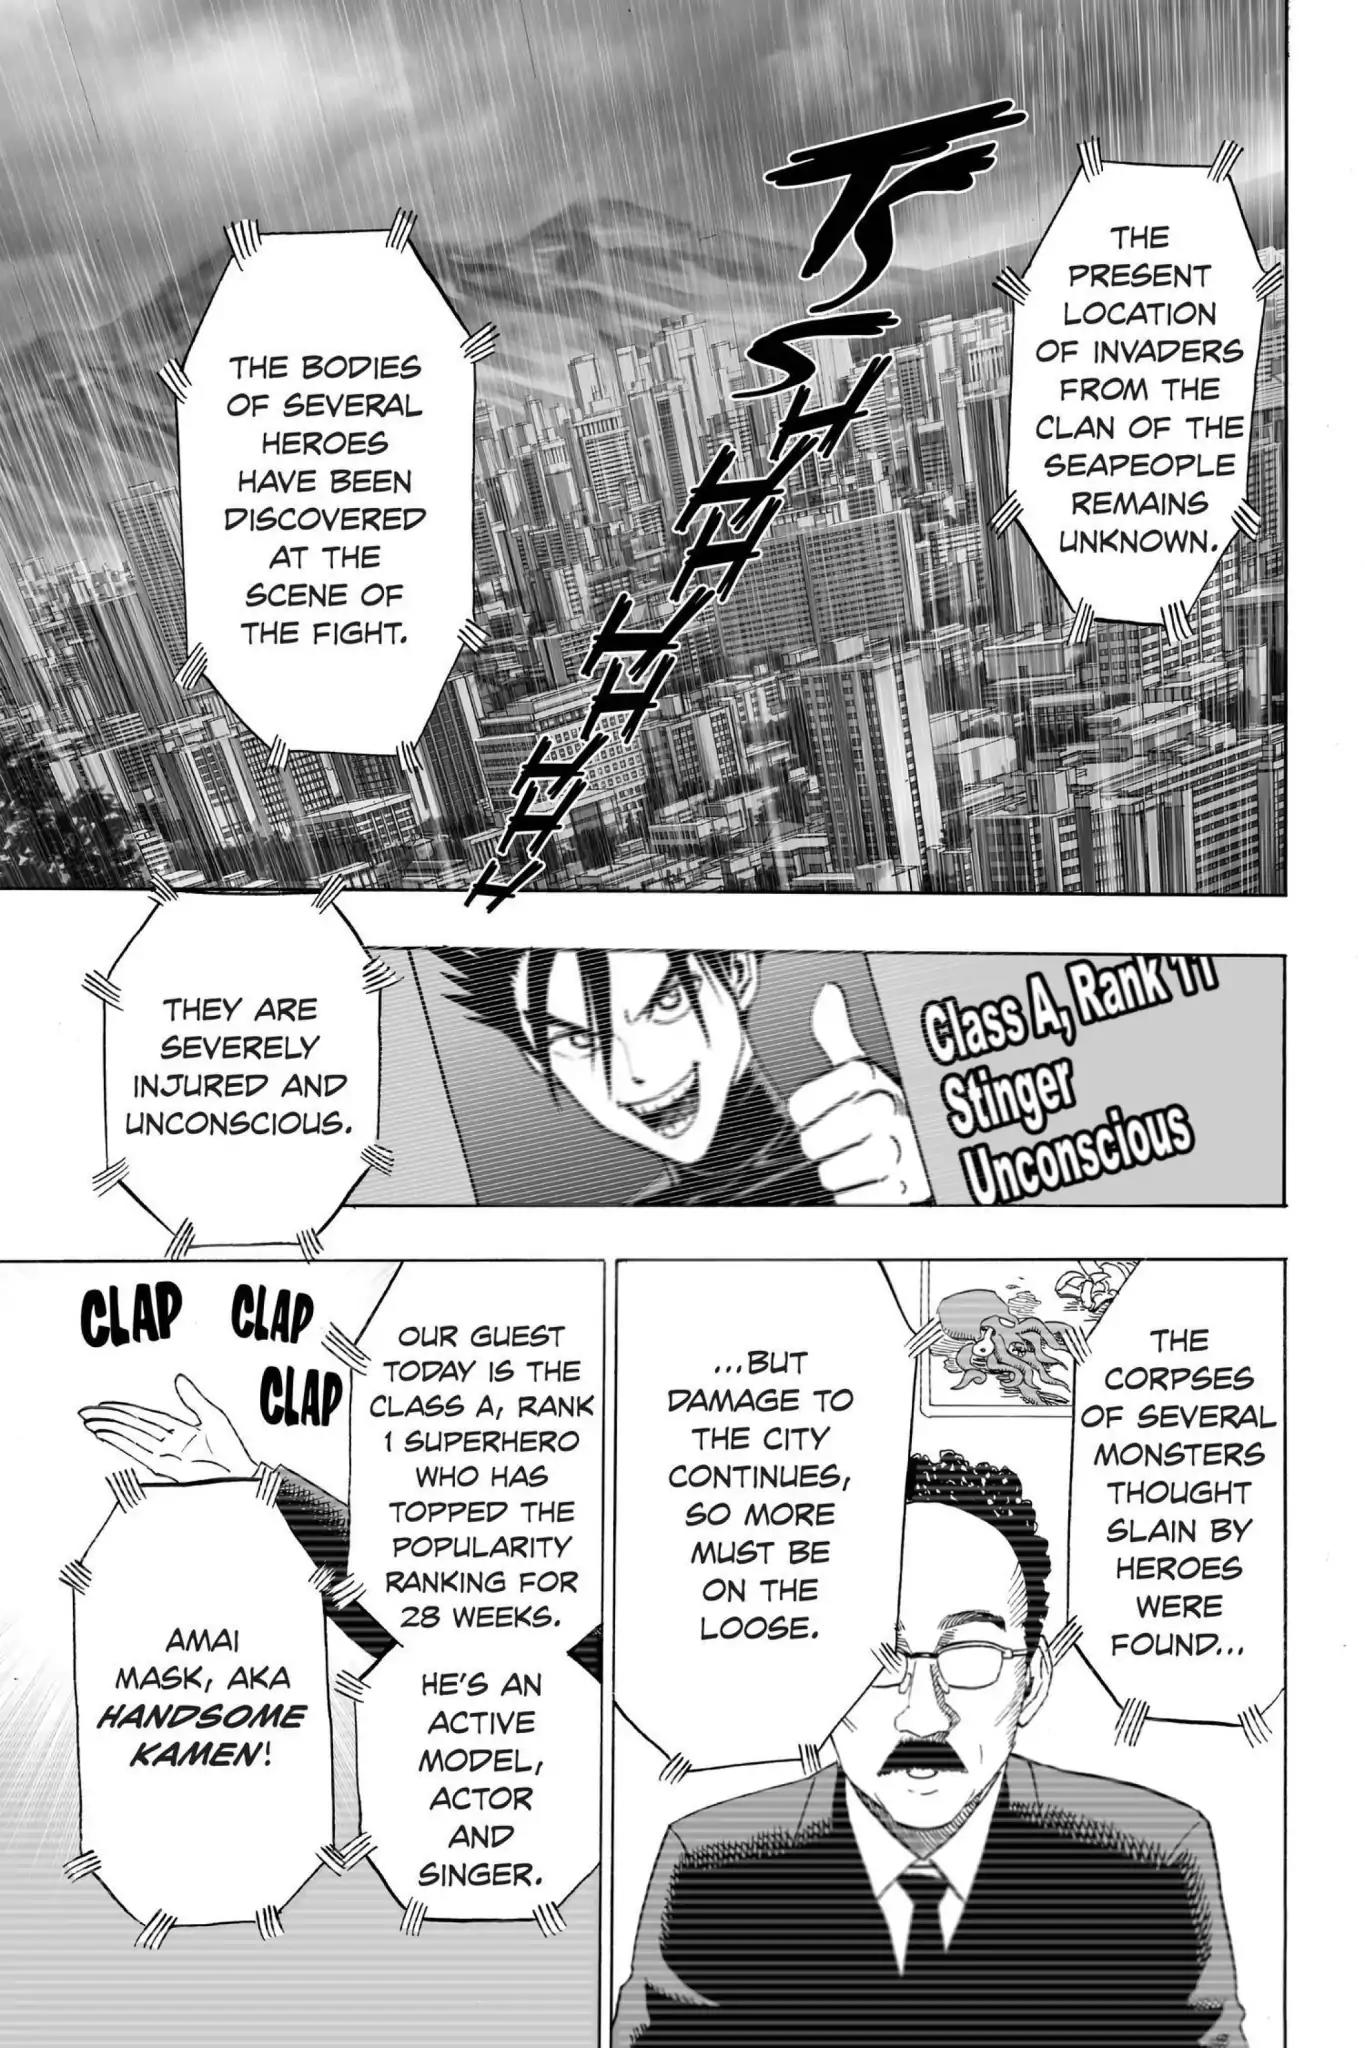 THE
PRESENT
LOCATION
OF INVADERS
FROM THE
CLAN OF THE
SEAPEOPLE
REMAINS
UNKNOWN.
TSSHHHHHHHHH
THE BODIES
OF SEVERAL
HEROES
HAVE BEEN
DISCOVERED
AT THE
SCENE OF
THE FIGHT.
Class A, Rank 11
Stinger
Unconscious
THEY ARE
SEVERELY
INJURED AND
UNCONSCIOUS.
THE
CORPSES
OF SEVERAL
MONSTERS
THOUGHT
SLAIN BY
HEROES
WERE
FOUND...
...BUT
DAMAGE TO
THE CITY
CONTINUES,
SO MORE
MUST BE
ON THE
LOOSE.
OUR GUEST
TODAY IS THE
CLASS A, RANK
1 SUPERHERO
WHO HAS
TOPPED THE
POPULARITY
RANKING FOR
28 WEEKS.
HE'S AN
ACTIVE
MODEL,
ACTOR
AND
SINGER.
CLAP
CLAP
CLAP
AMAI
MASK, AKA
HANDSOME
KAMEN!